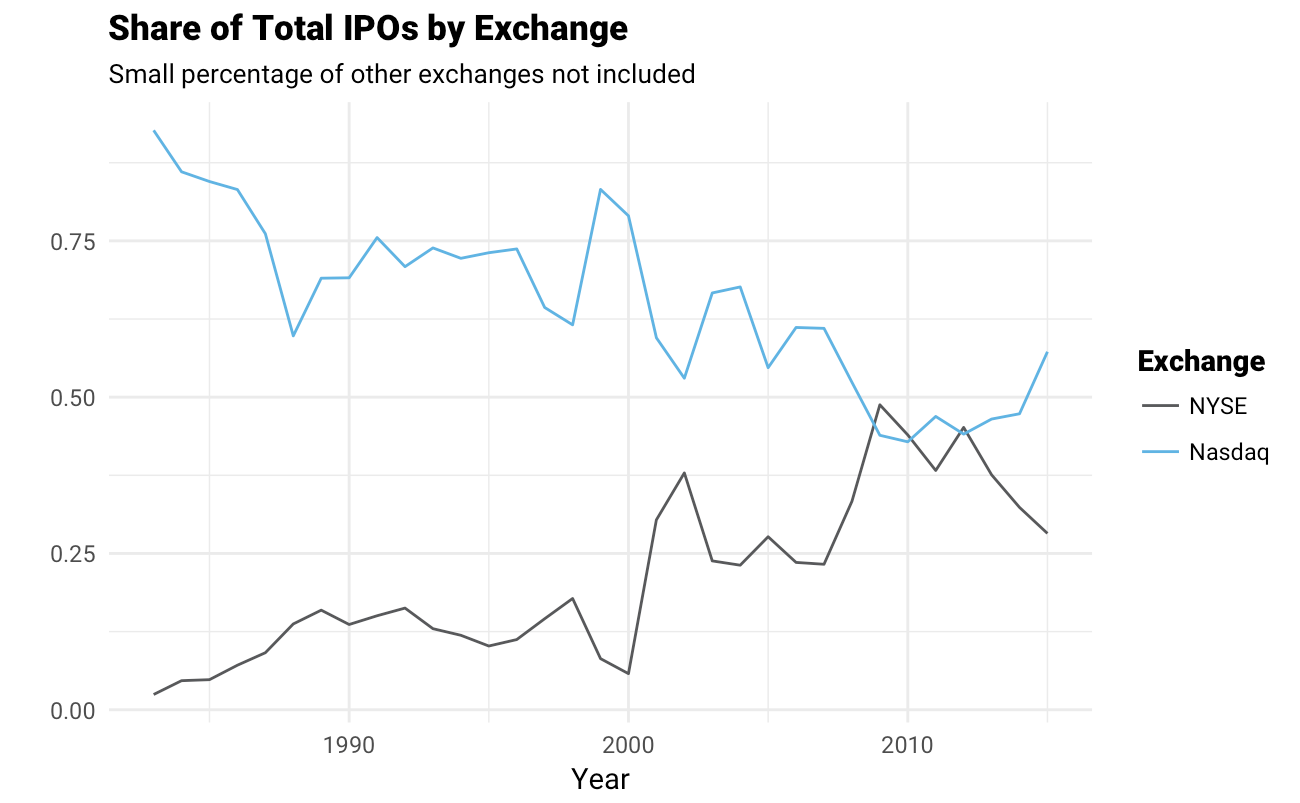 Share of Total IPOs by Exchange
Small percentage of other exchanges not included
0.75
0.50
0.25
0.00
1990 2000 2010
Year
Exchange
NYSE
Nasdaq